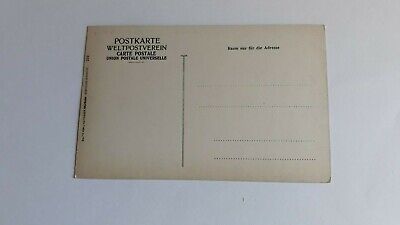 POSTKARTE
WELTPOSTVEREIN
CARTE POSTALE
UNION POSTALE UNIVERSELLE
Raum nur für die Adresse